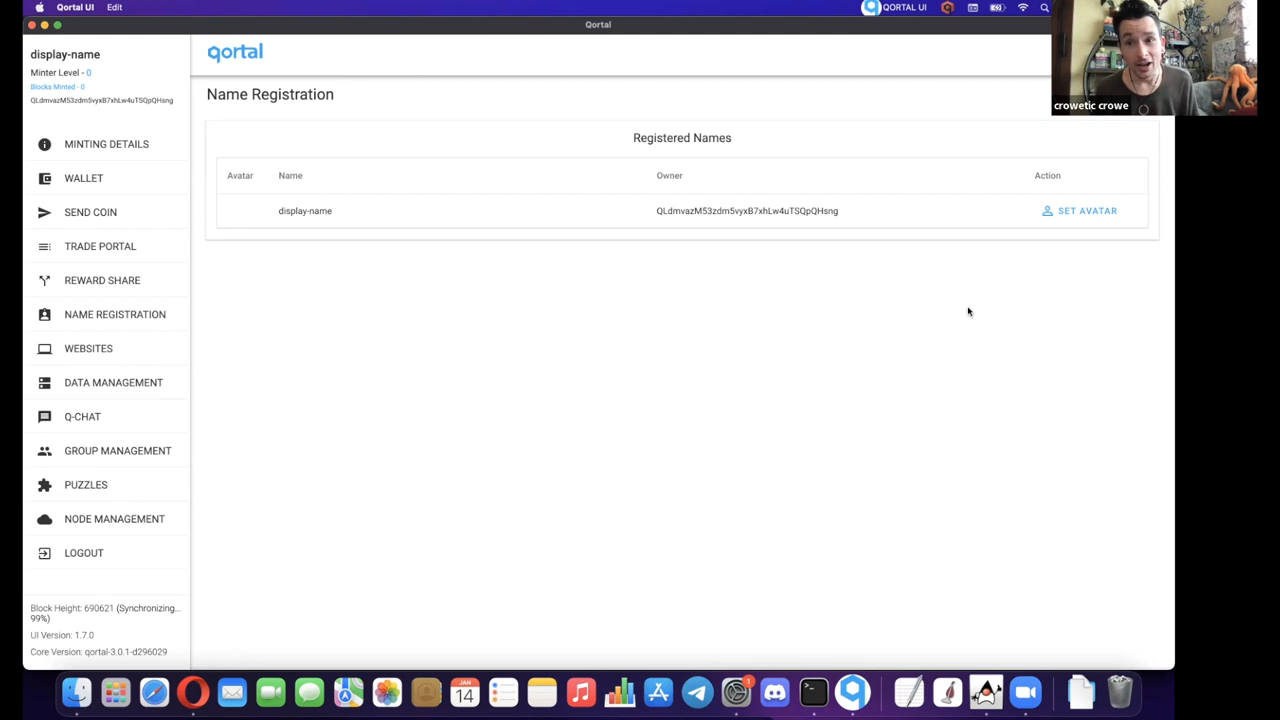 Qortal UI Edit QORTAL UI
Qortal
display-name
Minter Level - 0
Blocks Minted - 0
QLdmvazM53zdm5vyxB7xhLw4uTSQpQHsng
qortal
Name Registration
crowetic crowe
MINTING DETAILS
WALLET
SEND COIN
TRADE PORTAL
REWARD SHARE
NAME REGISTRATION
WEBSITES
DATA MANAGEMENT
Q-CHAT
GROUP MANAGEMENT
PUZZLES
NODE MANAGEMENT
LOGOUT
Registered Names
Avatar Name Owner Action
display-name QLdmvazM53zdm5vyxB7xhLw4uTSQpQHsng SET AVATAR
Block Height: 690621 (Synchronizing...
99%)
UI Version: 1.7.0
Core Version: qortal-3.0.1-d296029
JAN
14
1